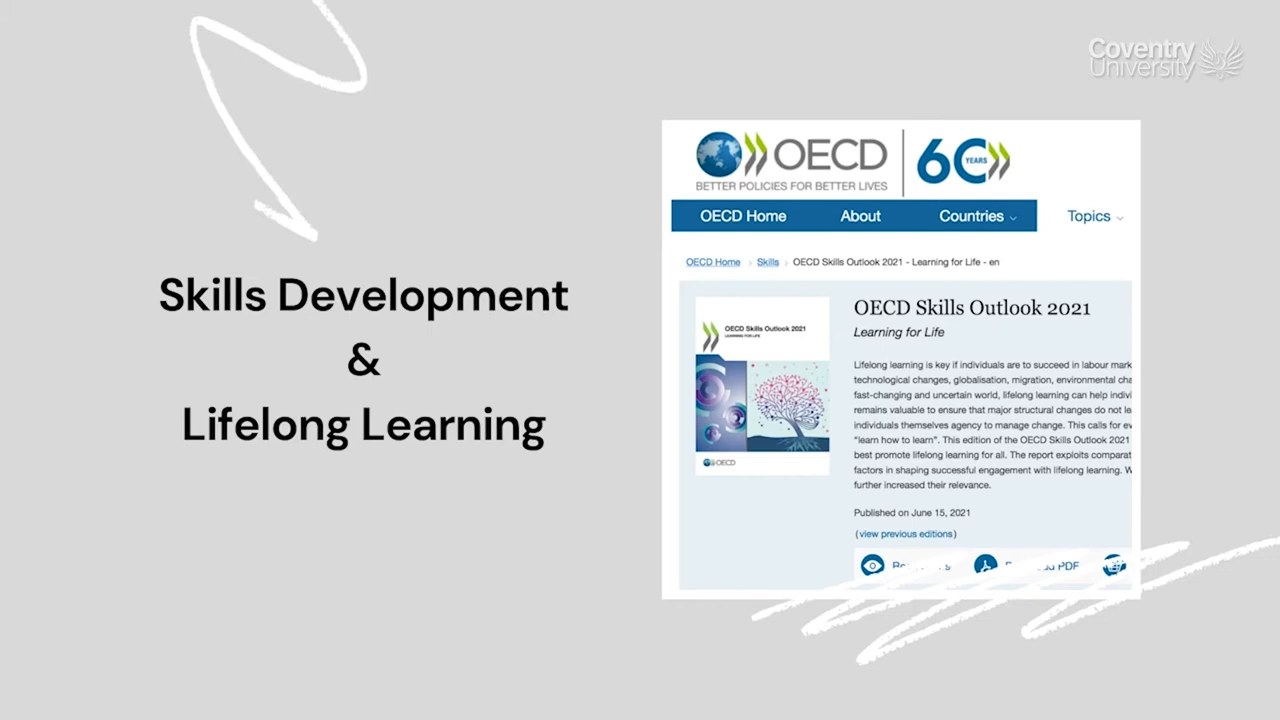 Coventry
University
Skills Development
&
Lifelong Learning
OECD
60
YEARS
BETTER POLICIES FOR BETTER LIVES
OECD Home About Countries Topics
OECD Home > Skills > OECD Skills Outlook 2021 - Learning for Life - en
OECD Skills Outlook 2021
LEARNING FOR LIFE
OECD
OECD Skills Outlook 2021
Learning for Life
Lifelong learning is key if individuals are to succeed in labour mark
technological changes, globalisation, migration, environmental cha
fast-changing and uncertain world, lifelong learning can help indivi
remains valuable to ensure that major structural changes do not le
individuals themselves agency to manage change. This calls for ev
“learn how to learn”. This edition of the OECD Skills Outlook 2021
best promote lifelong learning for all. The report exploits comparat
factors in shaping successful engagement with lifelong learning. W
further increased their relevance.
Published on June 15, 2021
(view previous editions)
PDF